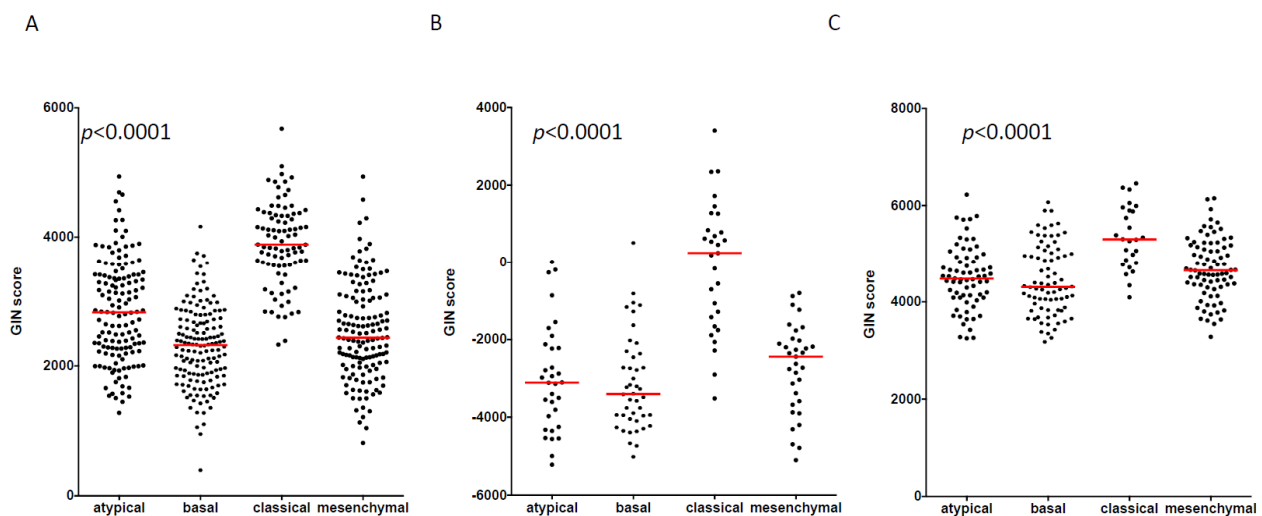 A
B
C
6000
4000
2000
0
GIN score
p<0.0001
atypical basal classical mesenchymal
4000
2000
0
-2000
-4000
-6000
GIN score
p<0.0001
atypical basal classical mesenchymal
8000
6000
4000
2000
0
GIN score
p<0.0001
atypical basal classical mesenchymal